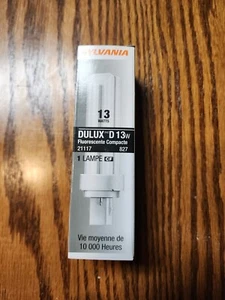 SYLVANIA
13
WATTS
DULUX D 13W
Fluorescente Compacte
21117 827
1 LAMPE
Vie moyenne de
10 000 Heures